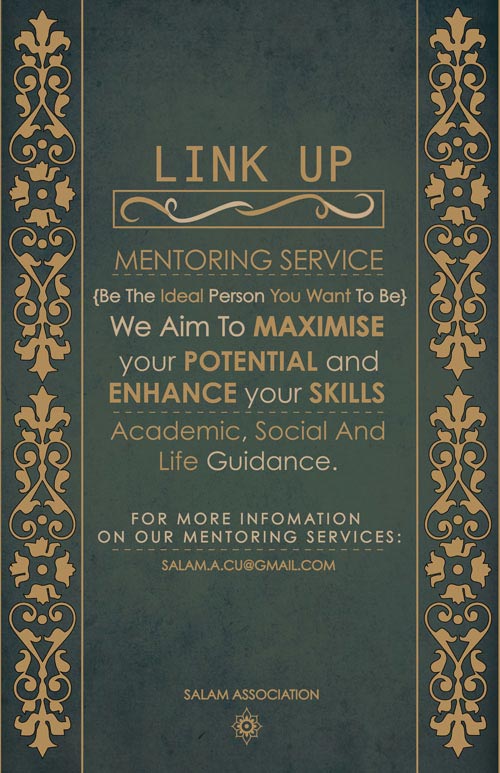 LINK UP
MENTORING SERVICE
{Be The Ideal Person You Want To Be}
We Aim To MAXIMISE
your POTENTIAL and
ENHANCE your SKILLS
Academic, Social And
Life Guidance.
FOR MORE INFOMATION
ON OUR MENTORING SERVICES:
SALAM.A.CU@GMAIL.COM
SALAM ASSOCIATION